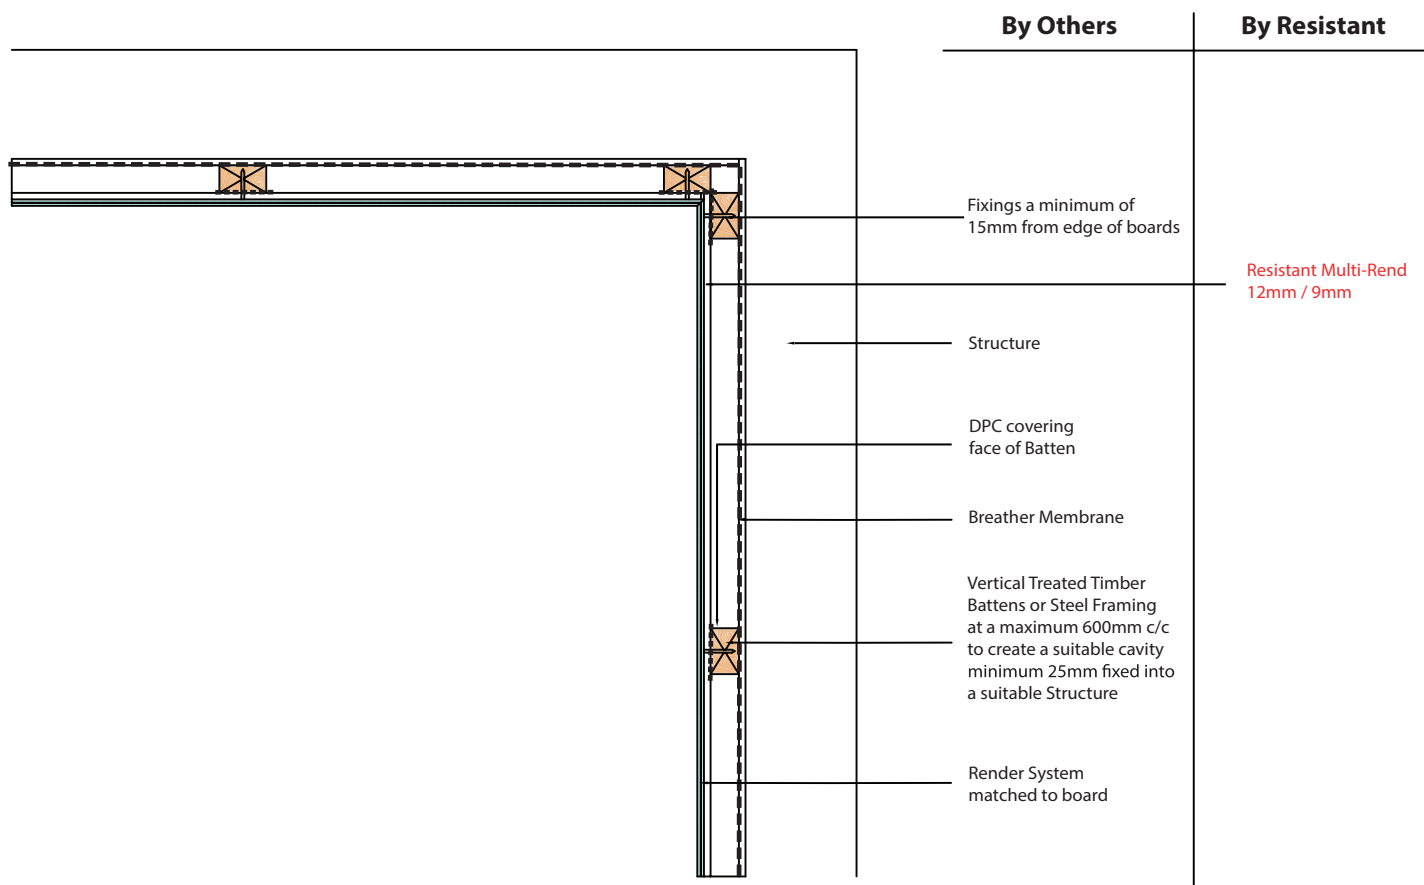 By Others
By Resistant
Fixings a minimum of
15mm from edge of boards
Resistant Multi-Rend
12mm / 9mm
Structure
DPC covering
face of Batten
Breather Membrane
Vertical Treated Timber
Battens or Steel Framing
at a maximum 600mm c/c
to create a suitable cavity
minimum 25mm fixed into
a suitable Structure
Render System
matched to board